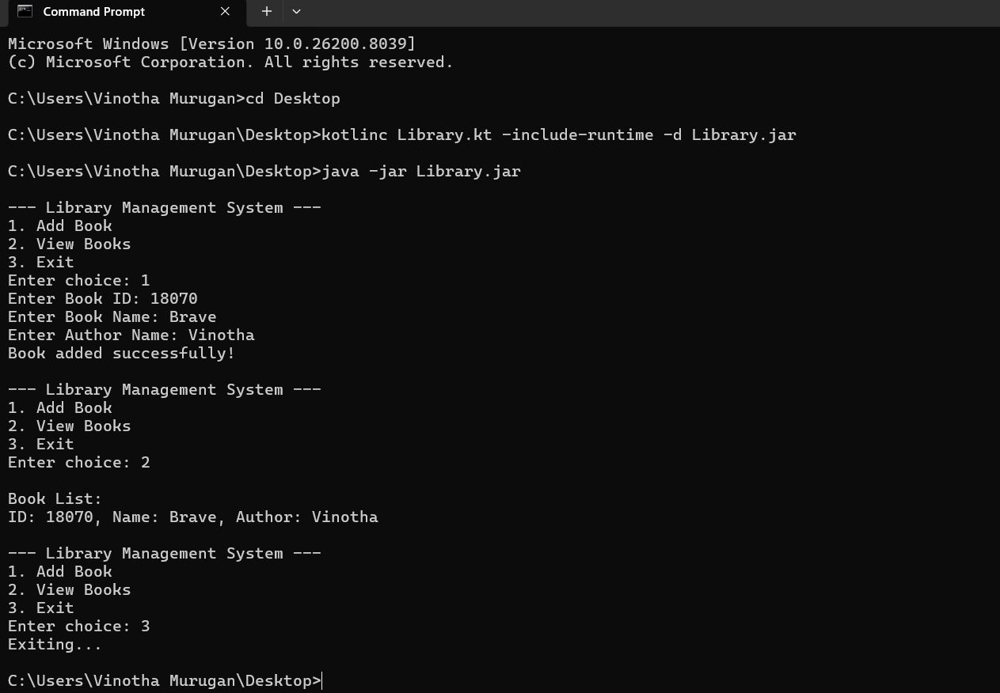 Command Prompt
Microsoft Windows [Version 10.0.26200.8039]
(c) Microsoft Corporation. All rights reserved.
C:\Users\Vinotha Murugan>cd Desktop
C:\Users\Vinotha Murugan\Desktop>kotlinc Library.kt -include-runtime -d Library.jar
C:\Users\Vinotha Murugan\Desktop>java -jar Library.jar
--- Library Management System ---
1. Add Book
2. View Books
3. Exit
Enter choice: 1
Enter Book ID: 18070
Enter Book Name: Brave
Enter Author Name: Vinotha
Book added successfully!
--- Library Management System ---
1. Add Book
2. View Books
3. Exit
Enter choice: 2
Book List:
ID: 18070, Name: Brave, Author: Vinotha
--- Library Management System ---
1. Add Book
2. View Books
3. Exit
Enter choice: 3
Exiting...
C:\Users\Vinotha Murugan\Desktop>